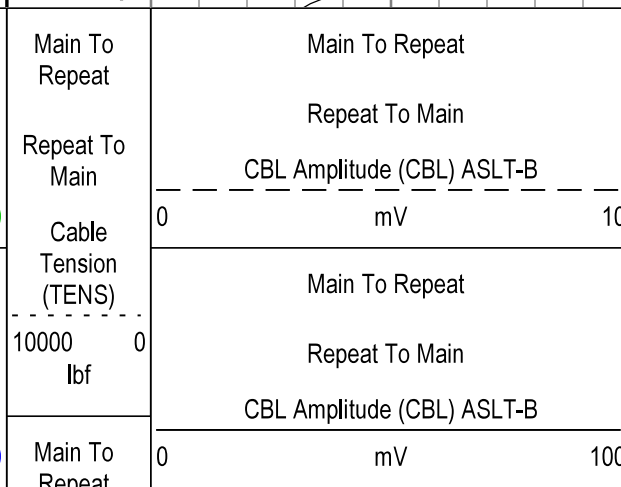 Main To
Repeat
Repeat To
Main
Cable
Tension
(TENS)
10000 0
lbf
Main To
Repeat
Main To Repeat
Repeat To Main
CBL Amplitude (CBL) ASLT-B
0 mV 10
Main To Repeat
Repeat To Main
CBL Amplitude (CBL) ASLT-B
0 mV 100